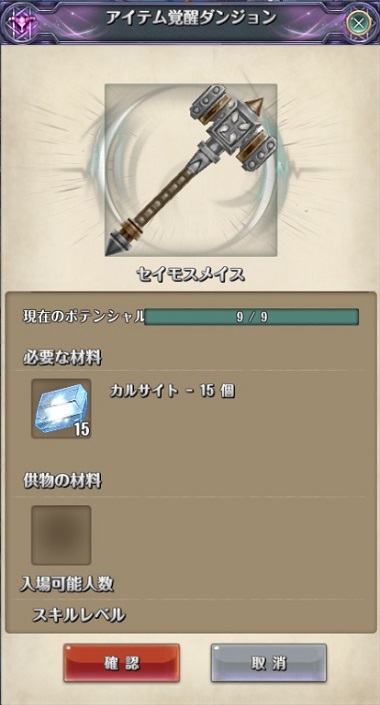 アイテム覚醒ダンジョン
セイモスメイス
現在のポテンシャル
9 / 9
必要な材料
15
カルサイト - 15 個
供物の材料
入場可能人数
スキルレベル
確 認
取 消